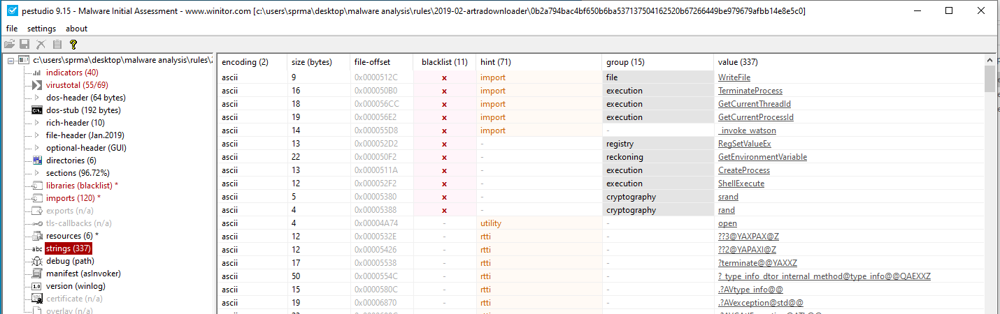 pestudio 9.15 - Malware Initial Assessment - www.winitor.com [c:\users\sprma\desktop\malware analysis\rules\2019-02-artradownloader\0b2a794bac4bf650b6ba537137504162520b67266449be979679afbb14e8e5c0]
file settings about
c:\users\sprma\desktop\malware analysis\rules\2
indicators (40)
virustotal (55/69)
dos-header (64 bytes)
dos-stub (192 bytes)
rich-header (10)
file-header (Jan.2019)
optional-header (GUI)
directories (6)
sections (96.72%)
libraries (blacklist) *
imports (120) *
exports (n/a)
tls-callbacks (n/a)
resources (6) *
abc strings (337)
debug (path)
manifest (asInvoker)
1.0 version (winlog)
certificate (n/a)
overlay (n/a)
encoding (2) size (bytes) file-offset blacklist (11) hint (71) group (15) value (337)
ascii 9 0x0000512C x import file WriteFile
ascii 16 0x000050B0 x import execution TerminateProcess
ascii 18 0x000056CC x import execution GetCurrentThreadId
ascii 19 0x000056E2 x import execution GetCurrentProcessId
ascii 14 0x000055D8 x import - _invoke_watson
ascii 13 0x000052D2 x - registry RegSetValueEx
ascii 22 0x000050F2 x - reckoning GetEnvironmentVariable
ascii 13 0x0000511A x - execution CreateProcess
ascii 12 0x000052F2 x - execution ShellExecute
ascii 5 0x00005380 x - cryptography srand
ascii 4 0x00005388 x - cryptography rand
ascii 4 0x00004A74 - utility - open
ascii 12 0x0000532E - rtti - ??3@YAXPAX@Z
ascii 12 0x00005426 - rtti - ??2@YAPAXI@Z
ascii 17 0x00005538 - rtti - ?terminate@@YAXXZ
ascii 50 0x0000554C - rtti - ?_type_info_dtor_internal_method@type_info@@QAEXXZ
ascii 15 0x0000580C - rtti - .?AVtype_info@@
ascii 19 0x00006870 - rtti - .?AVexception@std@@